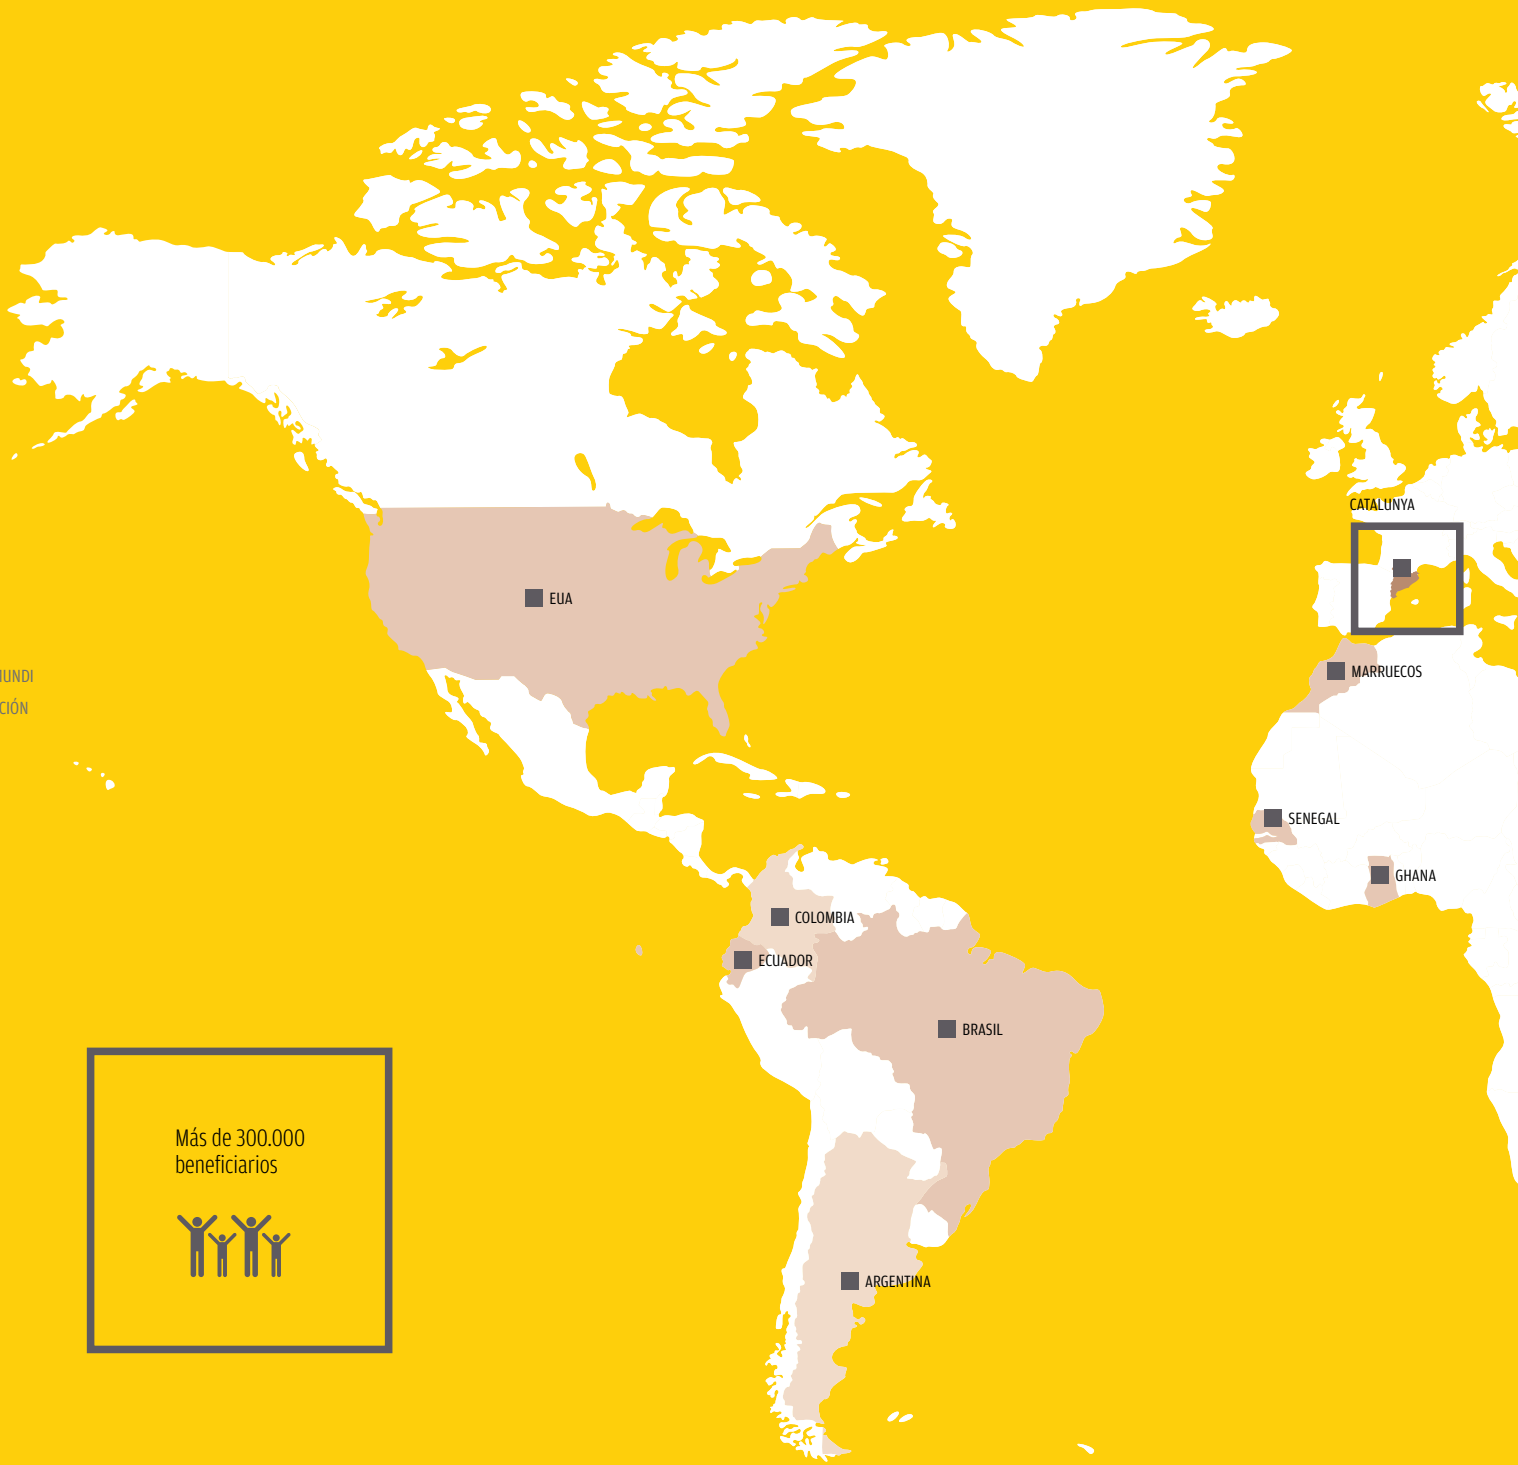 CATALUNYA
EUA
MARRUECOS
SENEGAL
GHANA
COLOMBIA
ECUADOR
BRASIL
Más de 300.000
beneficiarios
ARGENTINA